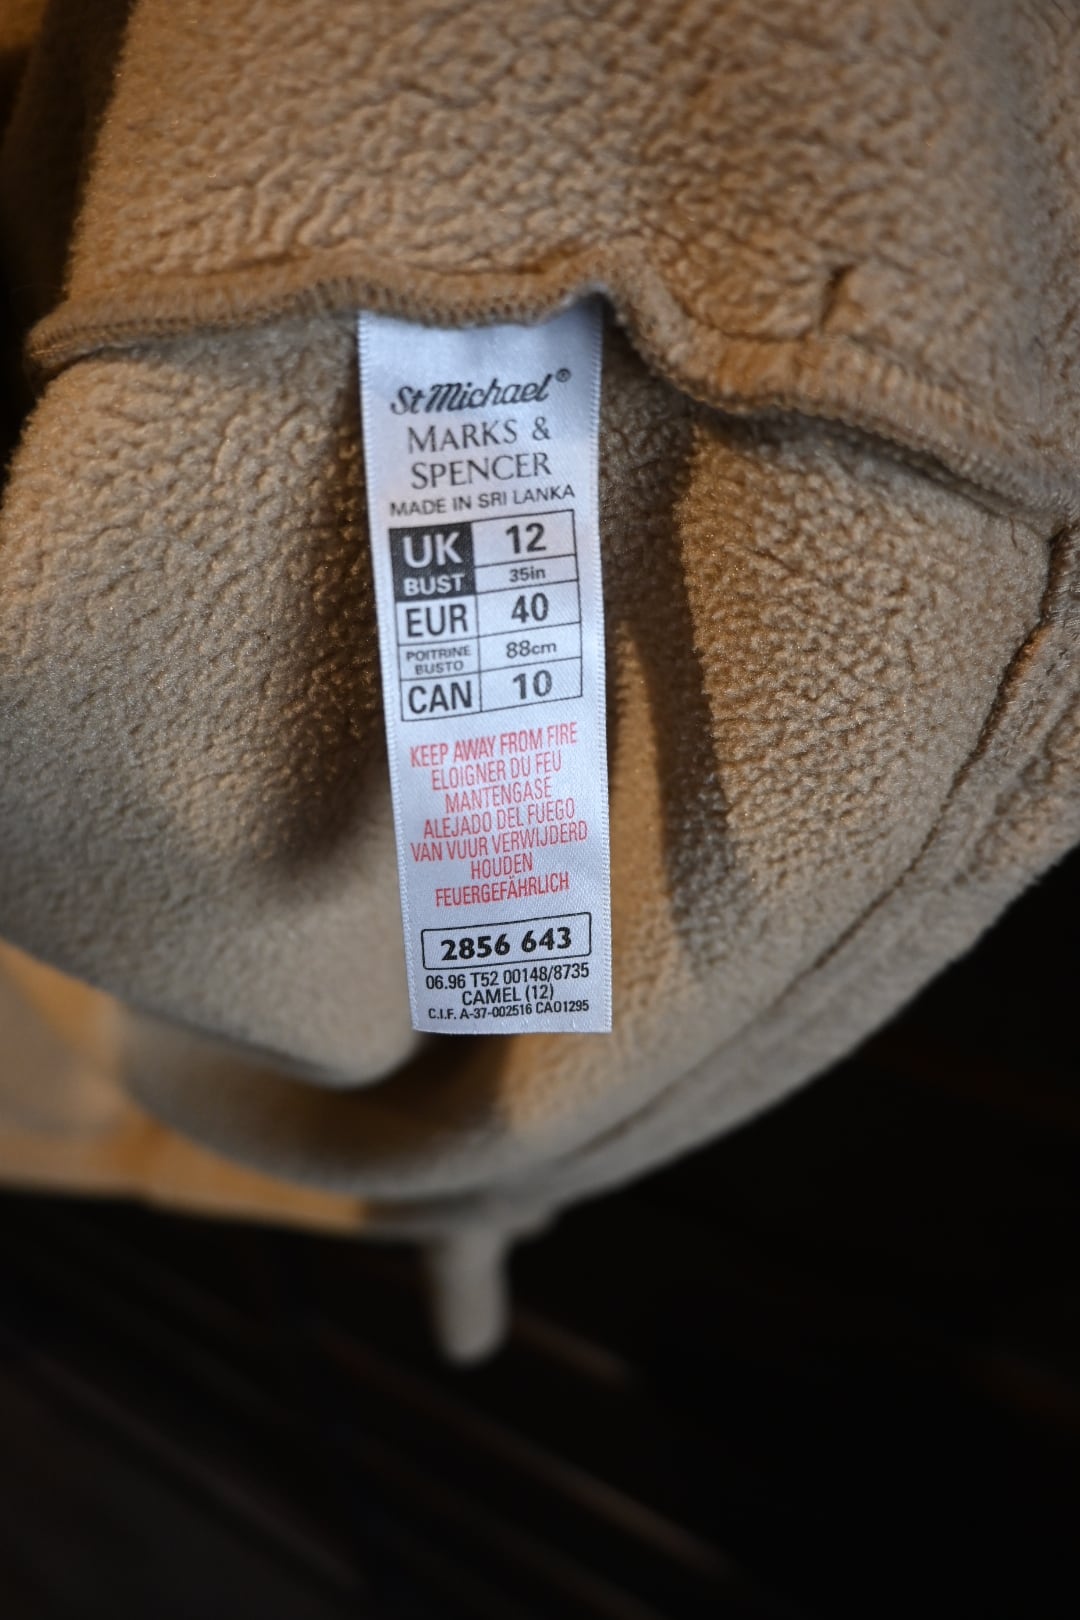 St Michael®
MARKS &
SPENCER
MADE IN SRI LANKA
UK 12
BUST 35in
EUR 40
POITRINE
BUSTO 88cm
CAN 10
KEEP AWAY FROM FIRE
ELOIGNER DU FEU
MANTENGASE
ALEJADO DEL FUEGO
VAN VUUR VERWIJDERD
HOUDEN
FEUERGEFÄHRLICH
2856 643
06.96 T52 00148/8735
CAMEL (12)
C.I.F. A-37-002516 CA01295